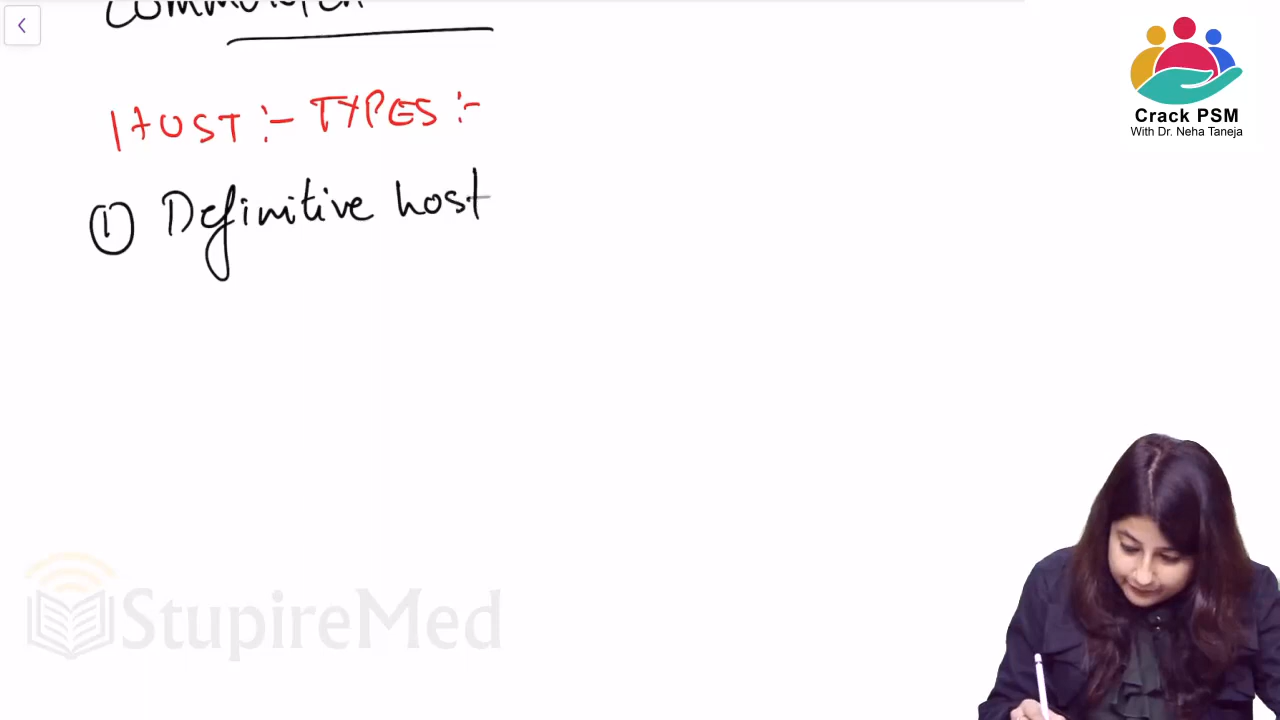 HOST :- TYPES :-
① Definitive host
Crack PSM
With Dr. Neha Taneja
StupireMed